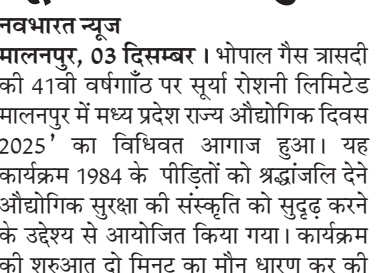 नवभारत न्यूज
मालनपुर, 03 दिसम्बर । भोपाल गैस त्रासदी
की 41वी वर्षगाँठ पर सूर्या रोशनी लिमिटेड
मालनपुर में मध्य प्रदेश राज्य औद्योगिक दिवस
2025’ का विधिवत आगाज हुआ। यह
कार्यक्रम 1984 के पीड़ितों को श्रद्धांजलि देने
औद्योगिक सुरक्षा की संस्कृति को सुदृढ़ करने
के उद्देश्य से आयोजित किया गया। कार्यक्रम
की शुरुआत दो मिनट का मौन धारण कर की